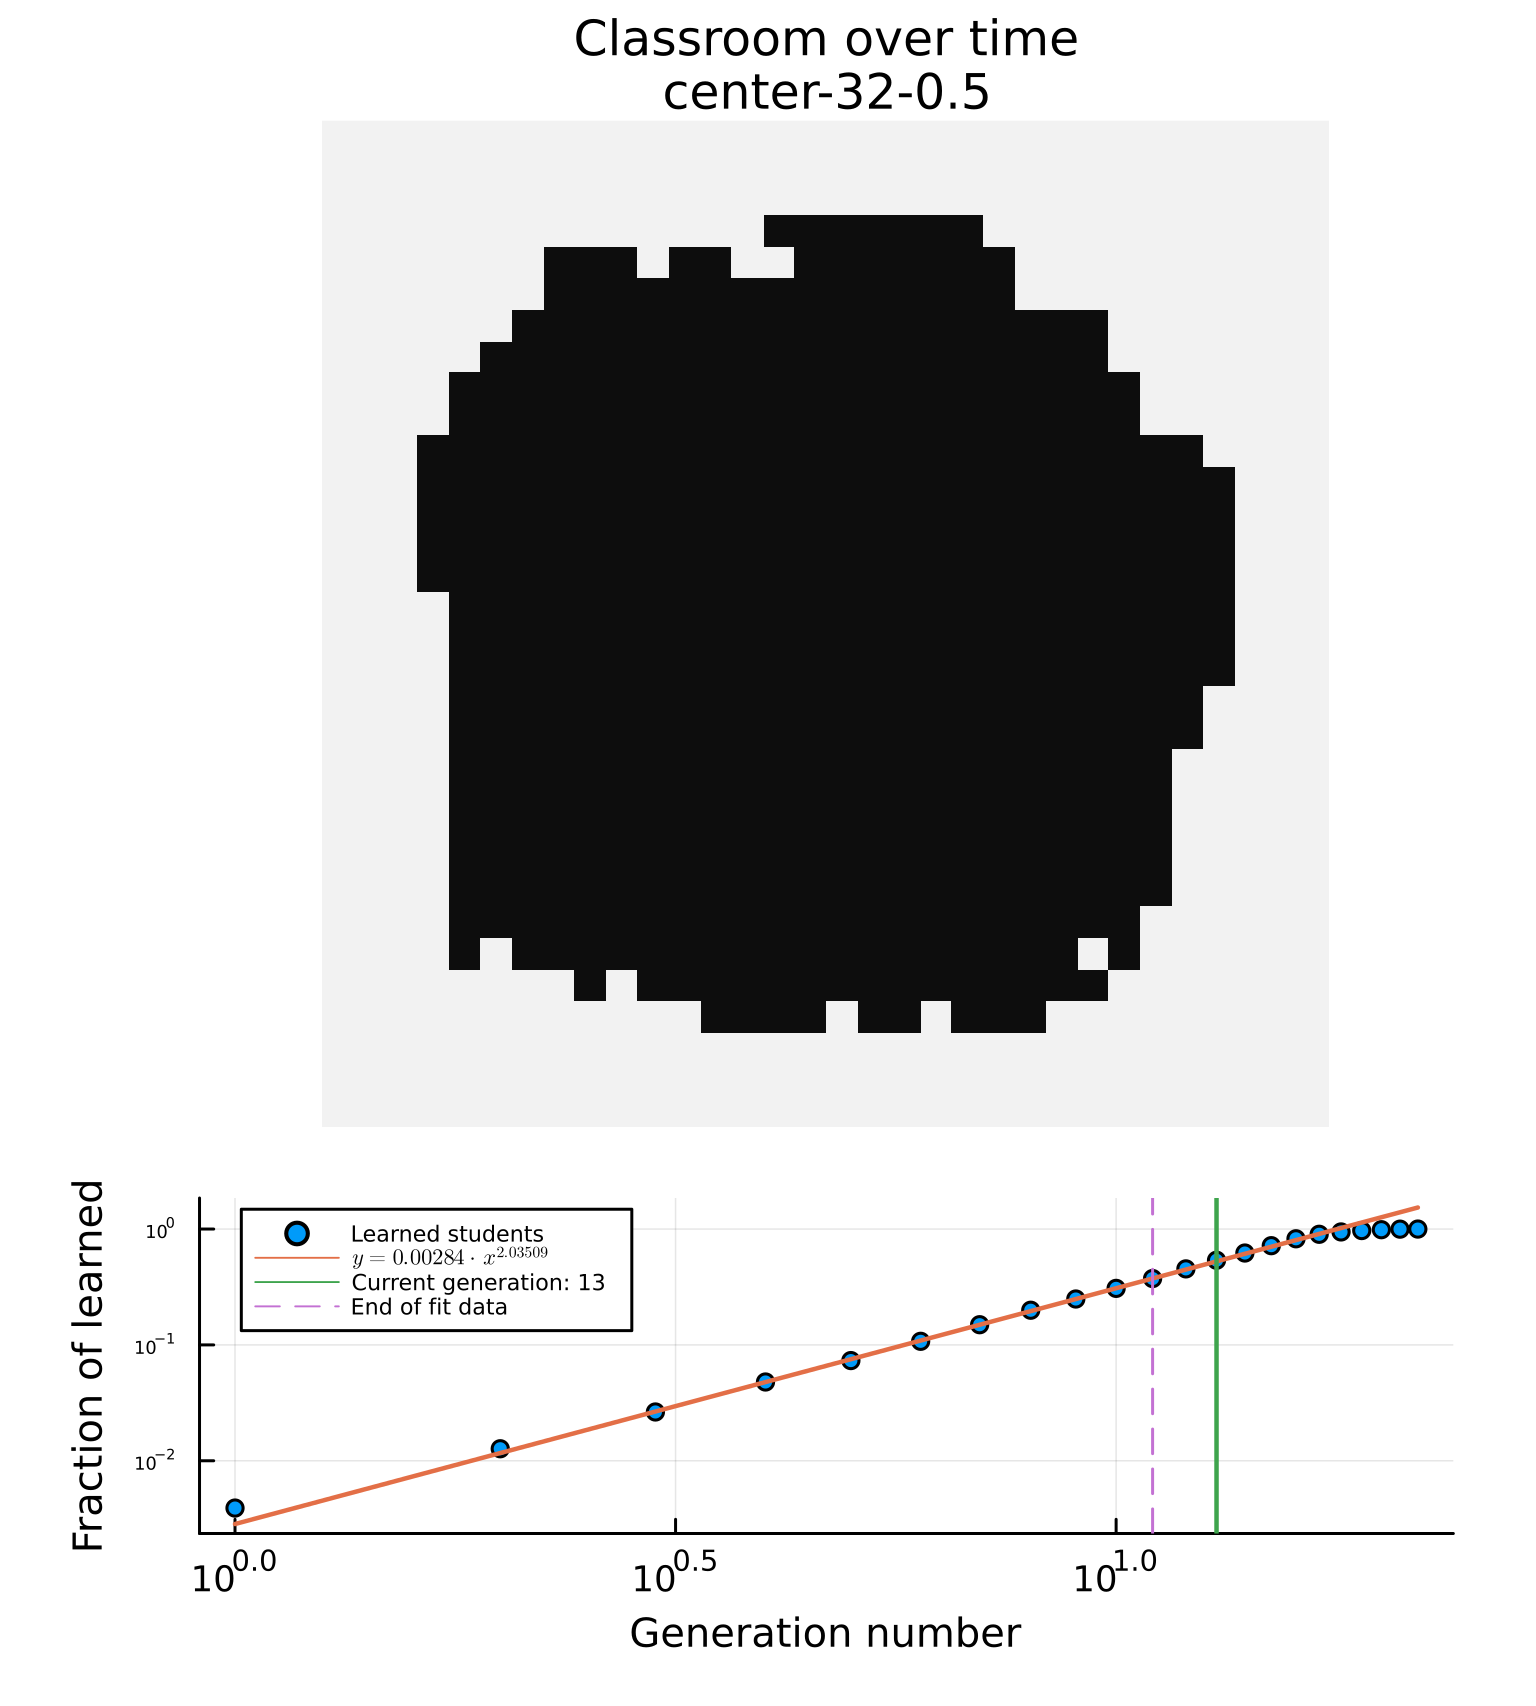 Classroom over time
center-32-0.5
Fraction of learned
10^0
10^-1
10^-2
Learned students
y = 0.00284 · x^2.03509
Current generation: 13
End of fit data
10^0.0 10^0.5 10^1.0
Generation number